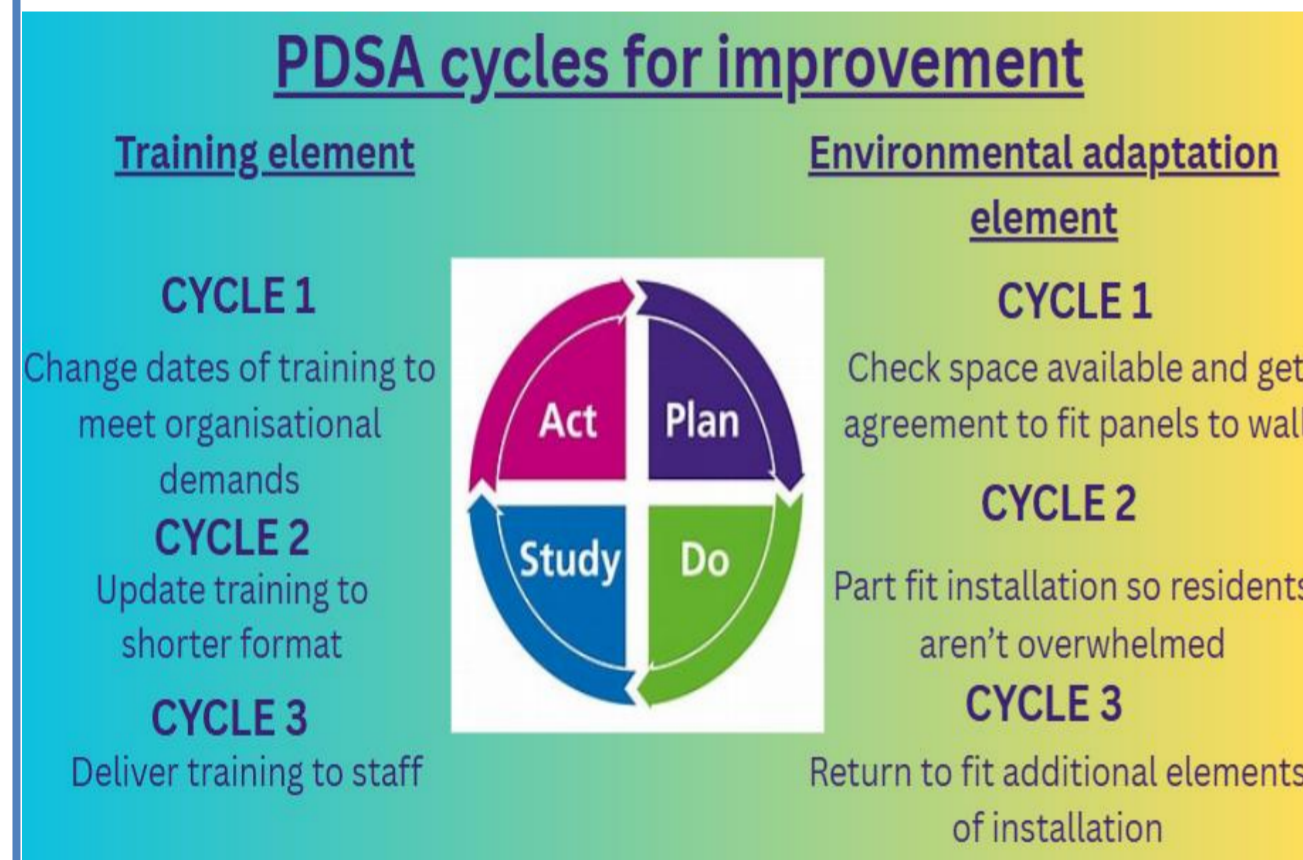 PDSA cycles for improvement
Training element
CYCLE 1
Change dates of training to
meet organisational
demands
CYCLE 2
Update training to
shorter format
CYCLE 3
Deliver training to staff
Act
Plan
Study
Do
Environmental adaptation
element
CYCLE 1
Check space available and get
agreement to fit panels to wall
CYCLE 2
Part fit installation so residents
aren't overwhelmed
CYCLE 3
Return to fit additional elements
of installation